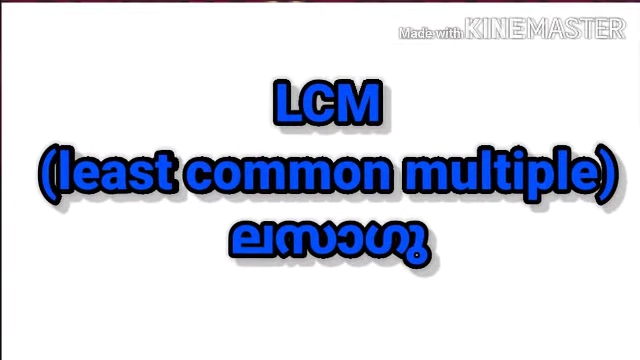 Made with KINEMASTER
LCM
(least common multiple)
ലസാഗു